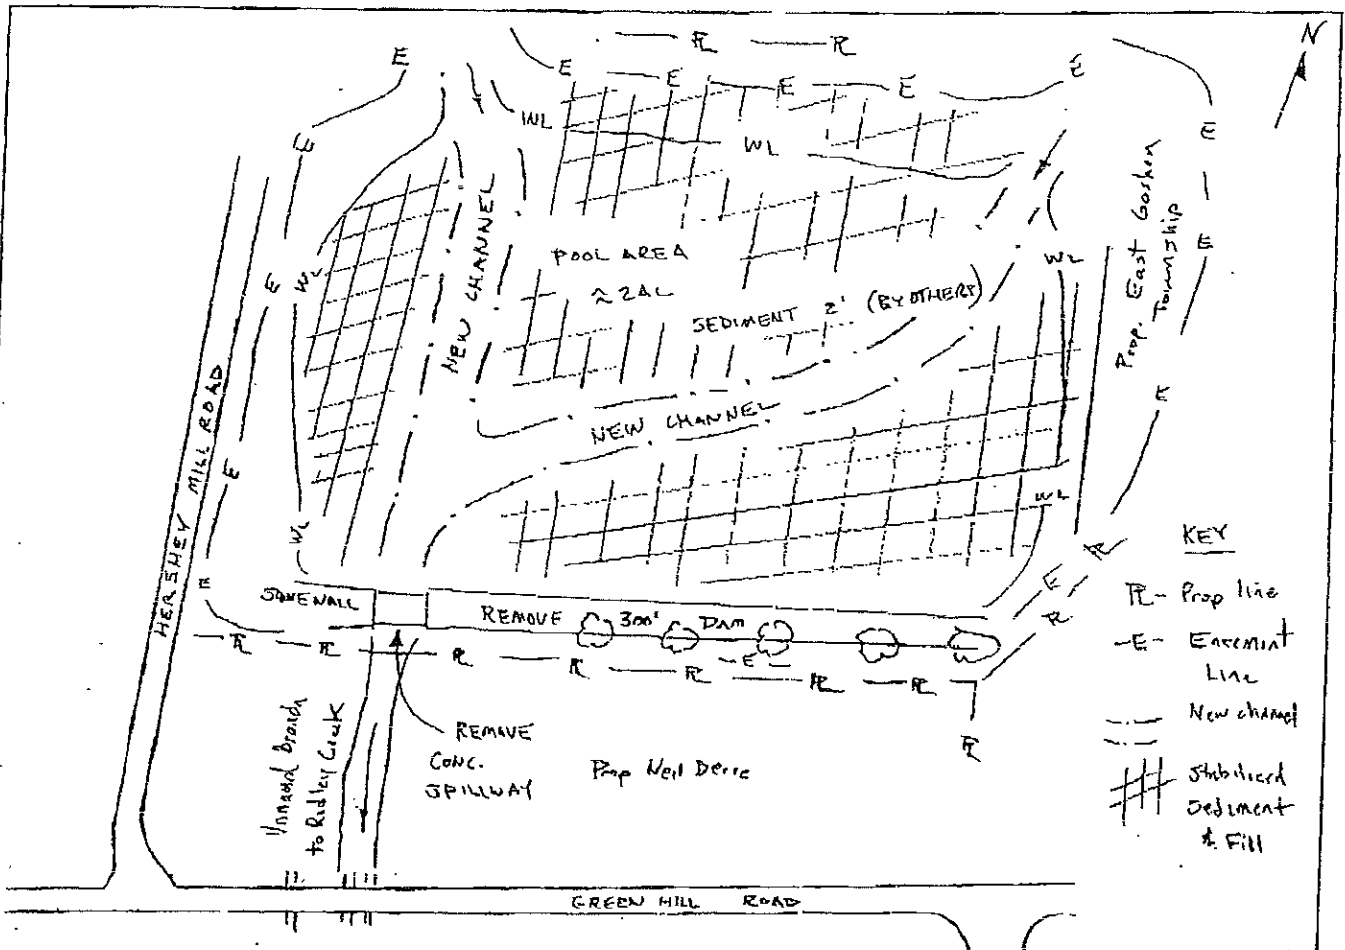 N
PL PL
E E E E E E
E
WL
WL
E
E
NEW CHANNEL
POOL AREA
≈ 2AC
SEDIMENT 2' (BY OTHERS)
WL
WL
Prop. East Goshen
Township
E
E
E
HERSHEY MILL ROAD
E
NEW CHANNEL
WL
WL
E
STONEWALL
REMOVE 300' DAM
E PL
PL
PL PL PL PL PL E PL PL
PL
KEY
PL - Prop line
-E- Easement
Line
New channel
Stabilized
Sediment
& Fill
REMOVE
CONC.
SPILLWAY
Prop Neil
Unnamed Branch
to Ridley Creek
GREEN HILL ROAD